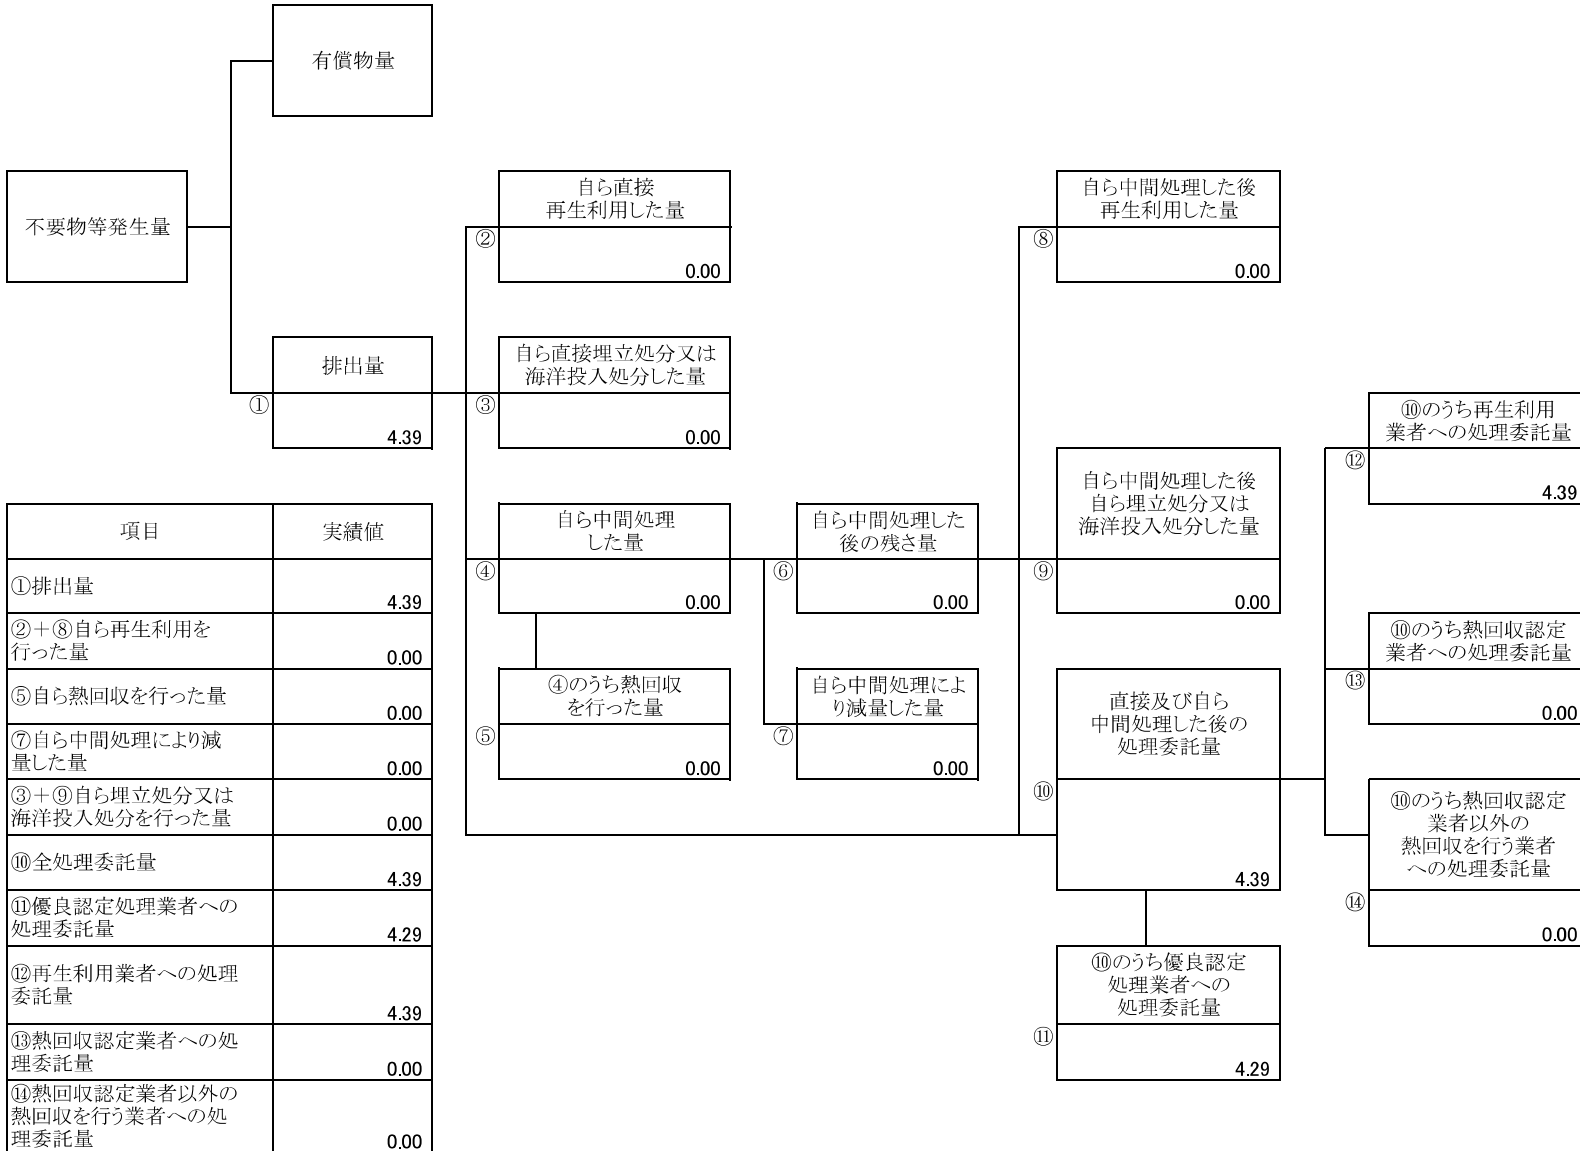 有償物量
不要物等発生量
自ら直接
再生利用した量
②
0.00
自ら中間処理した後
再生利用した量
⑧
0.00
排出量
①
4.39
自ら直接埋立処分又は
海洋投入処分した量
③
0.00
自ら中間処理
した量
④
0.00
自ら中間処理した
後の残さ量
⑥
0.00
自ら中間処理した後
自ら埋立処分又は
海洋投入処分した量
⑨
0.00
⑩のうち再生利用
業者への処理委託量
⑫
4.39
④のうち熱回収
を行った量
⑤
0.00
自ら中間処理によ
り減量した量
⑦
0.00
直接及び自ら
中間処理した後の
処理委託量
⑩
4.39
⑩のうち熱回収認定
業者への処理委託量
⑬
0.00
⑩のうち熱回収認定
業者以外の
熱回収を行う業者
への処理委託量
⑭
0.00
⑩のうち優良認定
処理業者への
処理委託量
⑪
4.29
項目
実績値
①排出量
4.39
②+⑧自ら再生利用を
行った量
0.00
⑤自ら熱回収を行った量
0.00
⑦自ら中間処理により減
量した量
0.00
③+⑨自ら埋立処分又は
海洋投入処分を行った量
0.00
⑩全処理委託量
4.39
⑪優良認定処理業者への
処理委託量
4.29
⑫再生利用業者への処理
委託量
4.39
⑬熱回収認定業者への処
理委託量
0.00
⑭熱回収認定業者以外の
熱回収を行う業者への処
理委託量
0.00